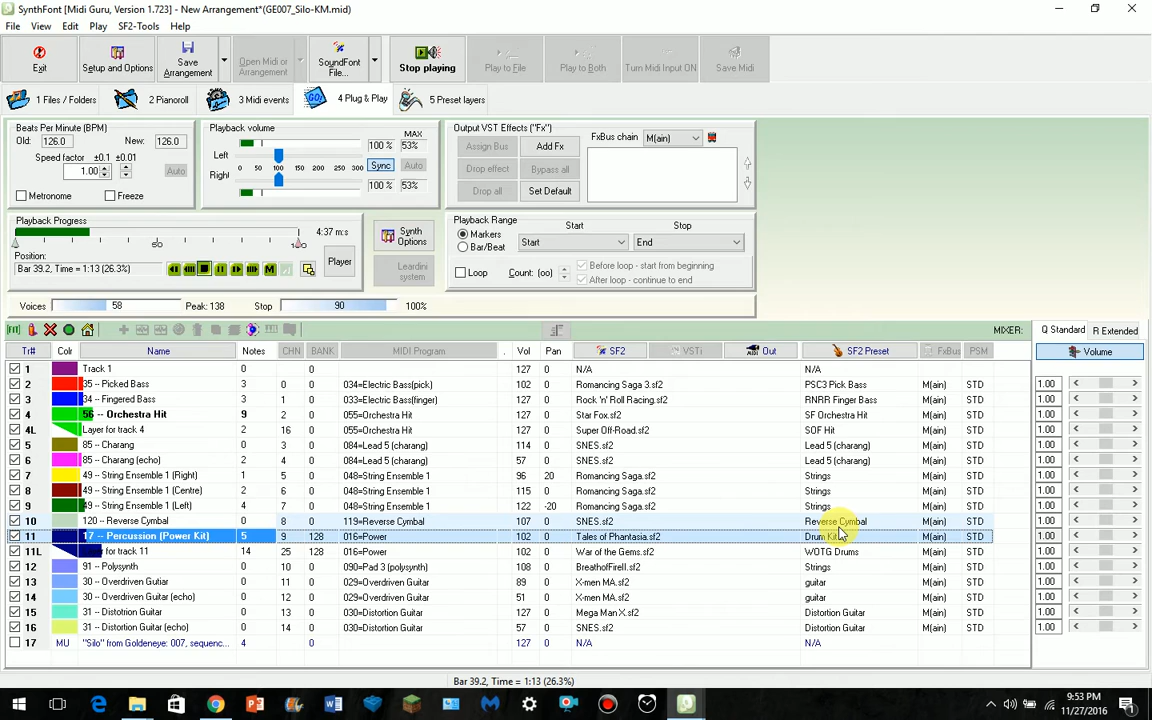 SynthFont [Midi Guru, Version 1.723] - New Arrangement*(GE007_Silo-KM.mid)
File View Edit Play SF2-Tools Help
Exit Setup and Options Save Arrangement Open Midi or Arrangement SoundFont File... Stop playing Play to File Play to Both Turn Midi Input ON Save Midi
1 Files / Folders 2 Pianoroll 3 Midi events 4 Plug & Play 5 Preset layers
Beats Per Minute (BPM)
Old: 126.0 New: 126.0
Speed factor ±0.1 ±0.01
1.00 Auto
Metronome Freeze
Playback volume MAX
Left 100 % 53%
0 50 100 150 200 250 300 Sync Auto
Right 100 % 53%
Output VST Effects ("Fx") FxBus chain M(ain)
Assign Bus Add Fx
Drop effect Bypass all
Drop all Set Default
Playback Progress
4:37 m:s
Position:
Bar 39.2, Time = 1:13 (26.3%)
Player
Synth Options
Leardini system
Playback Range Start Stop
Markers Start End
Bar/Beat
Loop Count: (oo) Before loop - start from beginning
After loop - continue to end
Voices 58 Peak: 138 Stop 90 100%
MIXER: Q Standard R Extended
Tr# Colr Name Notes CHN BANK MIDI Program . Vol Pan SF2 VSTi Out SF2 Preset FxBus PSM Volume
1 Track 1 0 127 0 N/A N/A 1.00
2 35 -- Picked Bass 3 0 0 034=Electric Bass(pick) 127 0 Romancing Saga 3.sf2 PSC3 Pick Bass M(ain) STD 1.00
3 34 -- Fingered Bass 3 1 0 033=Electric Bass(finger) 127 0 Rock 'n' Roll Racing.sf2 RNRR Finger Bass M(ain) STD 1.00
4 56 -- Orchestra Hit 9 2 0 055=Orchestra Hit 127 0 Star Fox.sf2 SF Orchestra Hit M(ain) STD 1.00
4L Layer for track 4 2 16 0 055=Orchestra Hit 127 0 Super Off-Road.sf2 SOF Hit M(ain) STD 1.00
5 85 -- Charang 2 3 0 084=Lead 5 (charang) 114 0 SNES.sf2 Lead 5 (charang) M(ain) STD 1.00
6 85 -- Charang (echo) 2 4 0 084=Lead 5 (charang) 57 0 SNES.sf2 Lead 5 (charang) M(ain) STD 1.00
7 49 -- String Ensemble 1 (Right) 1 5 0 048=String Ensemble 1 96 20 Romancing Saga.sf2 Strings M(ain) STD 1.00
8 49 -- String Ensemble 1 (Centre) 2 6 0 048=String Ensemble 1 115 0 Romancing Saga.sf2 Strings M(ain) STD 1.00
9 49 -- String Ensemble 1 (Left) 4 7 0 048=String Ensemble 1 122 -20 Romancing Saga.sf2 Strings M(ain) STD 1.00
10 120 -- Reverse Cymbal 0 8 0 119=Reverse Cymbal 107 0 SNES.sf2 Reverse Cymbal M(ain) STD 1.00
11 17 -- Percussion (Power Kit) 5 9 128 016=Power 102 0 Tales of Phantasia.sf2 Drum Kit M(ain) STD 1.00
11L for track 11 14 25 128 016=Power 102 0 War of the Gems.sf2 WOTG Drums M(ain) STD 1.00
12 91 -- Polysynth 0 10 0 090=Pad 3 (polysynth) 108 0 BreathofFireII.sf2 Strings M(ain) STD 1.00
13 30 -- Overdriven Gutiar 0 11 0 029=Overdriven Guitar 89 0 X-men MA.sf2 guitar M(ain) STD 1.00
14 30 -- Overdriven Guitar (echo) 0 12 0 029=Overdriven Guitar 51 0 X-men MA.sf2 guitar M(ain) STD 1.00
15 31 -- Distortion Guitar 0 13 0 030=Distortion Guitar 127 0 Mega Man X.sf2 Distortion Guitar M(ain) STD 1.00
16 31 -- Distortion Guitar (echo) 0 14 0 030=Distortion Guitar 57 0 SNES.sf2 Distortion Guitar M(ain) STD 1.00
17 MU "Silo" from Goldeneye: 007, sequenc... 4 127 0 N/A N/A
Bar 39.2, Time = 1:13 (26.3%)
9:53 PM
11/27/2016